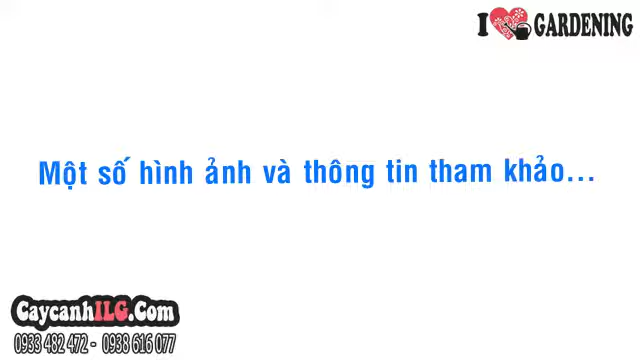 I GARDENING
Một số hình ảnh và thông tin tham khảo...
CaycanhILG.Com
0933 482 472 - 0938 616 077